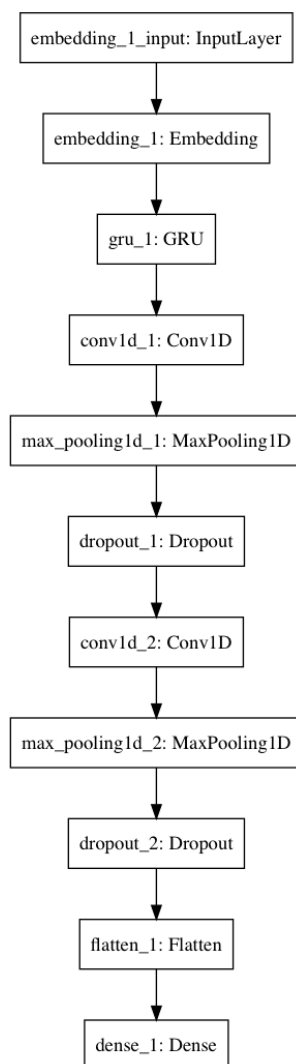 embedding_1_input: InputLayer
embedding_1: Embedding
gru_1: GRU
conv1d_1: Conv1D
max_pooling1d_1: MaxPooling1D
dropout_1: Dropout
conv1d_2: Conv1D
max_pooling1d_2: MaxPooling1D
dropout_2: Dropout
flatten_1: Flatten
dense_1: Dense